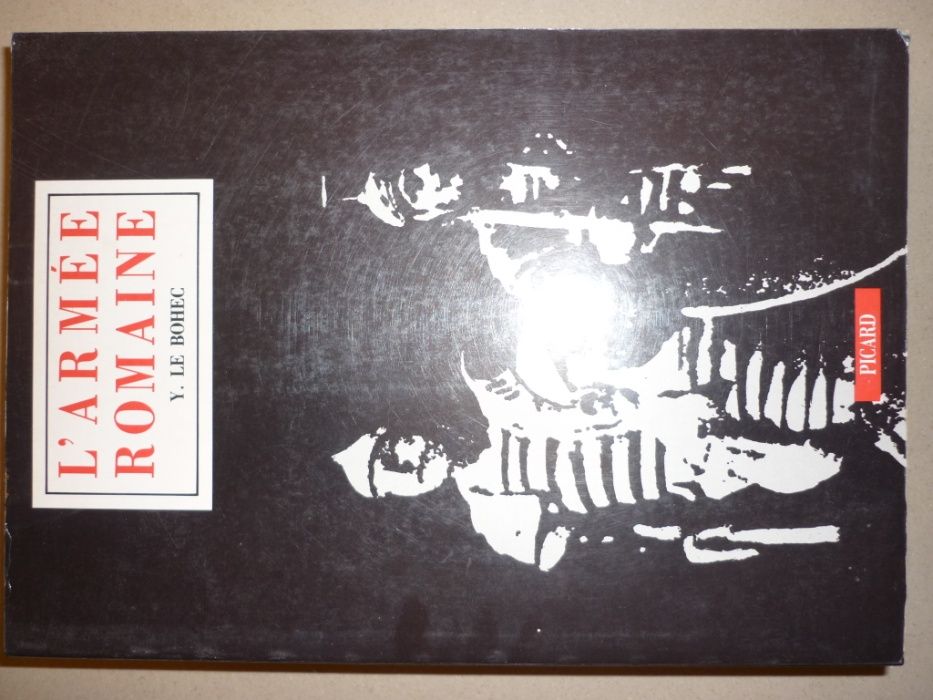 L'ARMÉE
ROMAINE
Y. LE BOHEC
PICARD